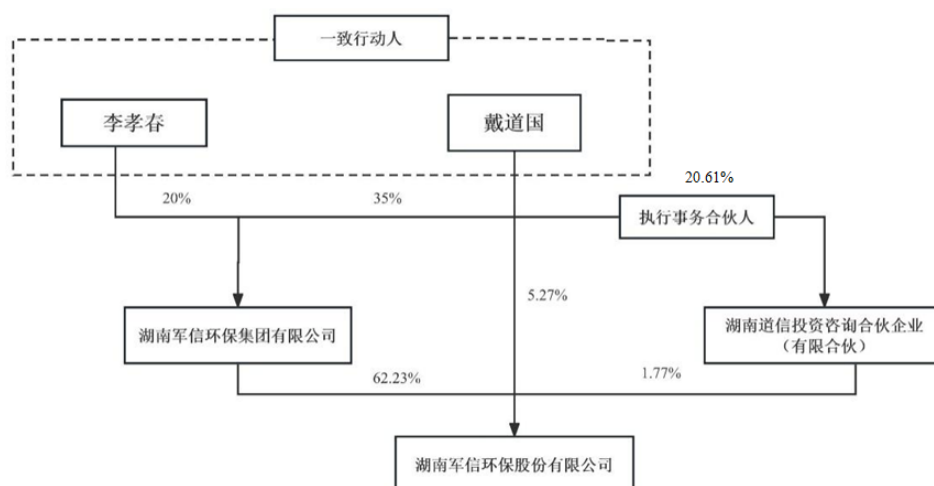 一致行动人
李孝春
戴道国
20.61%
20%
35%
执行事务合伙人
5.27%
湖南军信环保集团有限公司
湖南道信投资咨询合伙企业
（有限合伙）
62.23%
1.77%
湖南军信环保股份有限公司